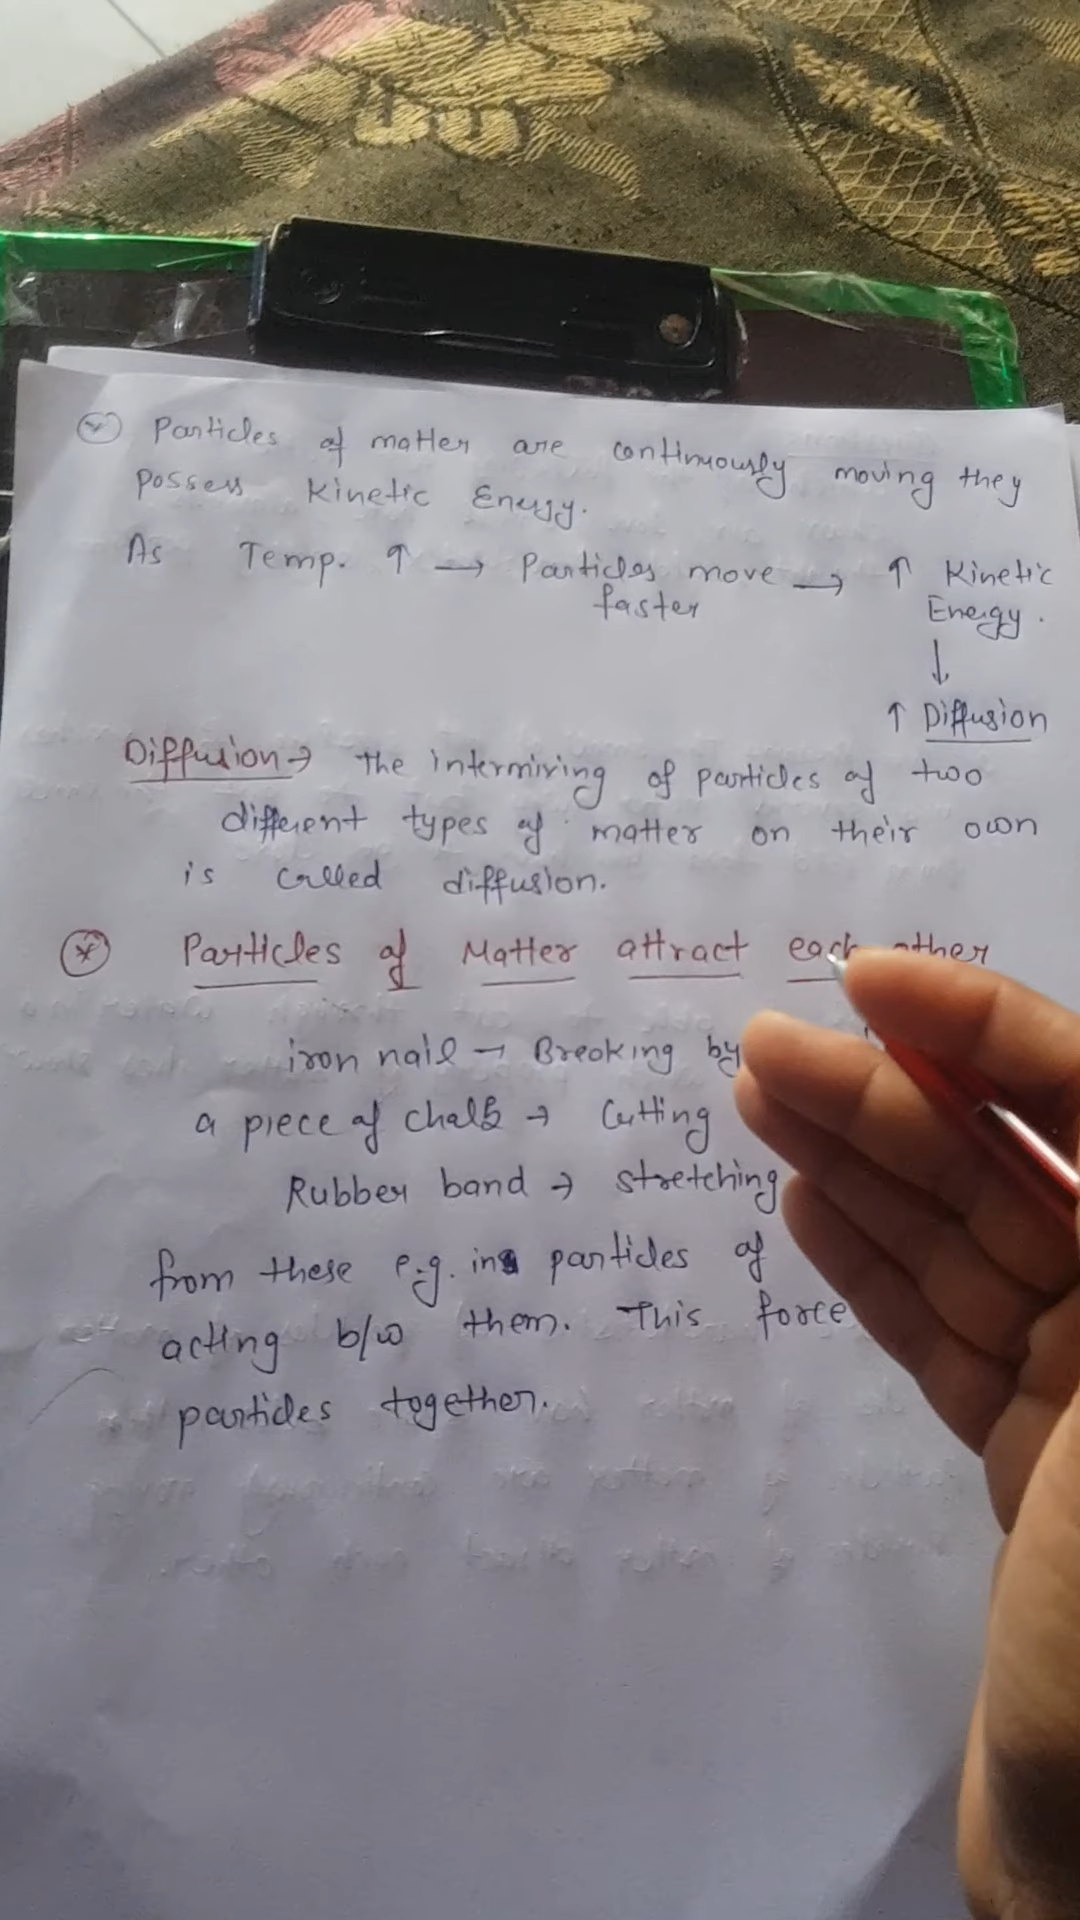 Particles of matter are continuously moving they
possess Kinetic Energy.
As Temp. ↑ → Particles move faster → ↑ Kinetic Energy.
↓
↑ Diffusion
Diffusion → the intermixing of particles of two
different types of matter on their own
is called diffusion.
Particles of Matter attract each other
iron nail → Breaking by
a piece of chalk → Cutting
Rubber band → stretching
from these e.g. particles of
acting b/w them. This force
particles together.